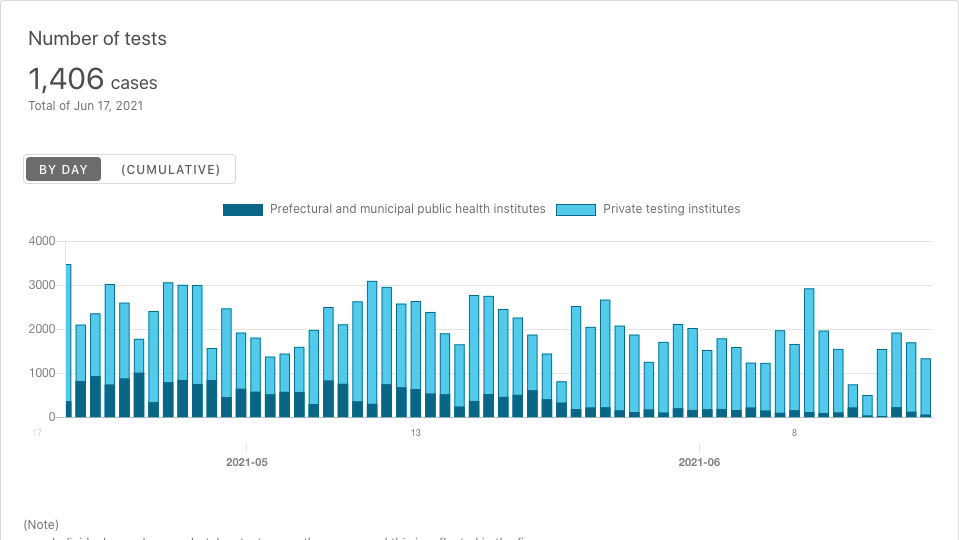 Number of tests
1,406 cases
Total of Jun 17, 2021
BY DAY (CUMULATIVE)
Prefectural and municipal public health institutes Private testing institutes
4000
3000
2000
1000
0
17 13 8
2021-05 2021-06
(Note)